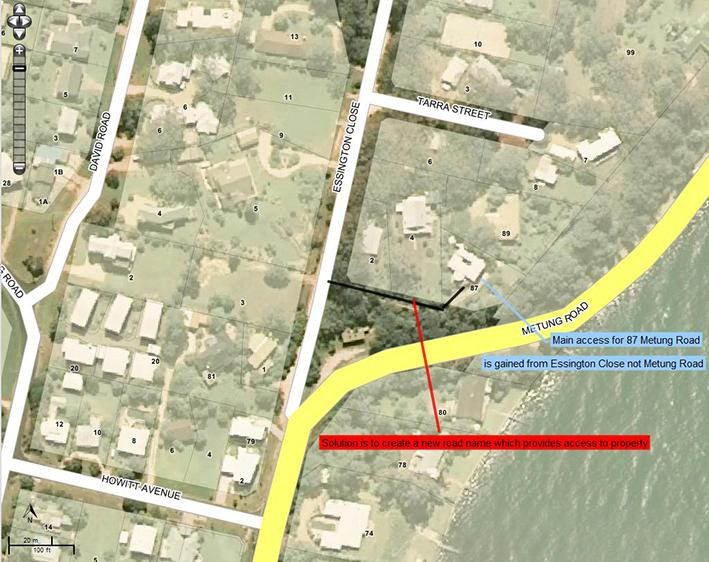 13
10
99
7
3
11
6
5
TARRA STREET
DAVID ROAD
ESSINGTON CLOSE
6
9
3
6
7
1B
28
8
1A
5
4
89
4
2
2
87
3
G ROAD
METUNG ROAD
Main access for 87 Metung Road
is gained from Essington Close not Metung Road
20
20
81
1
80
12
10
8
6
4
79
Solution is to create a new road name which provides access to property
78
2
HOWITT AVENUE
N
14
74
20 m
100 ft
5